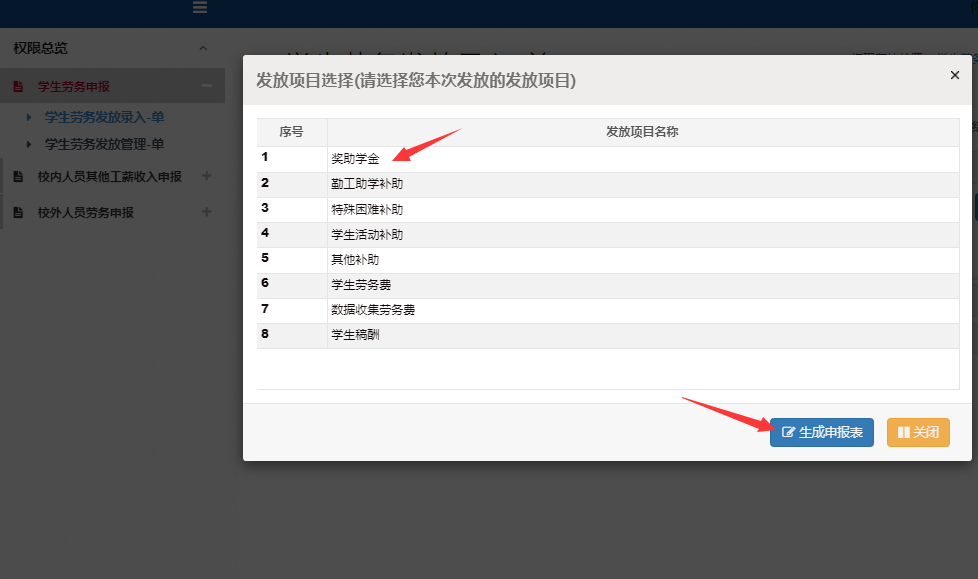 权限总览
学生劳务申报
学生劳务发放录入-单
学生劳务发放管理-单
校内人员其他工薪收入申报
校外人员劳务申报
发放项目选择(请选择您本次发放的发放项目)
×
序号 发放项目名称
1 奖助学金
2 勤工助学补助
3 特殊困难补助
4 学生活动补助
5 其他补助
6 学生劳务费
7 数据收集劳务费
8 学生稿酬
生成申报表 关闭